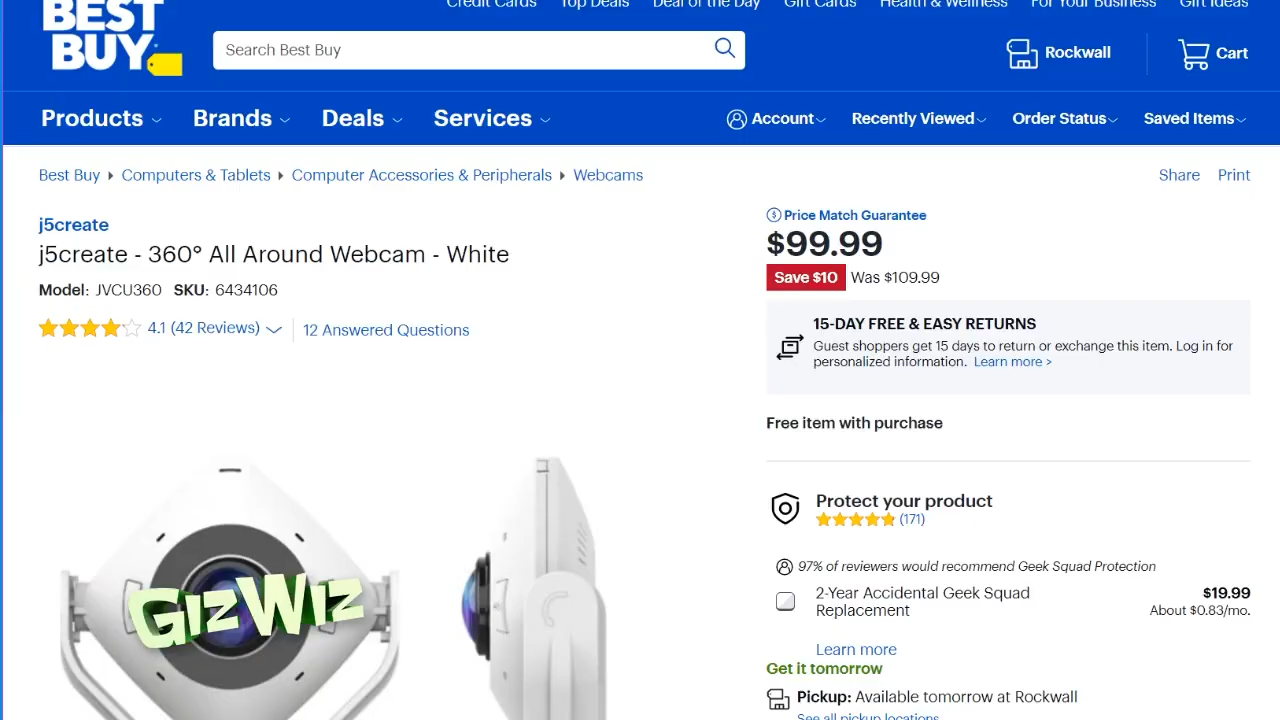 Credit Cards Top Deals Deal of the Day Gift Cards Health & Wellness For Your Business Gift Ideas
BEST
BUY
Search Best Buy
Rockwall
Cart
Products Brands Deals Services
Account Recently Viewed Order Status Saved Items
Best Buy Computers & Tablets Computer Accessories & Peripherals Webcams
Share Print
j5create
j5create - 360° All Around Webcam - White
Model: JVCU360 SKU: 6434106
4.1 (42 Reviews) 12 Answered Questions
Price Match Guarantee
$99.99
Save $10 Was $109.99
15-DAY FREE & EASY RETURNS
Guest shoppers get 15 days to return or exchange this item. Log in for
personalized information. Learn more >
Free item with purchase
Protect your product
(171)
97% of reviewers would recommend Geek Squad Protection
2-Year Accidental Geek Squad
Replacement
$19.99
About $0.83/mo.
Learn more
Get it tomorrow
Pickup: Available tomorrow at Rockwall
See all pickup locations
GizWiz